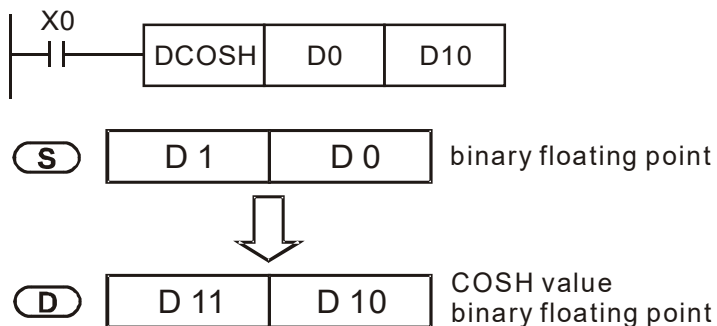 X0
DCOSH D0 D10
S D 1 D 0 binary floating point
D D 11 D 10 COSH value
binary floating point